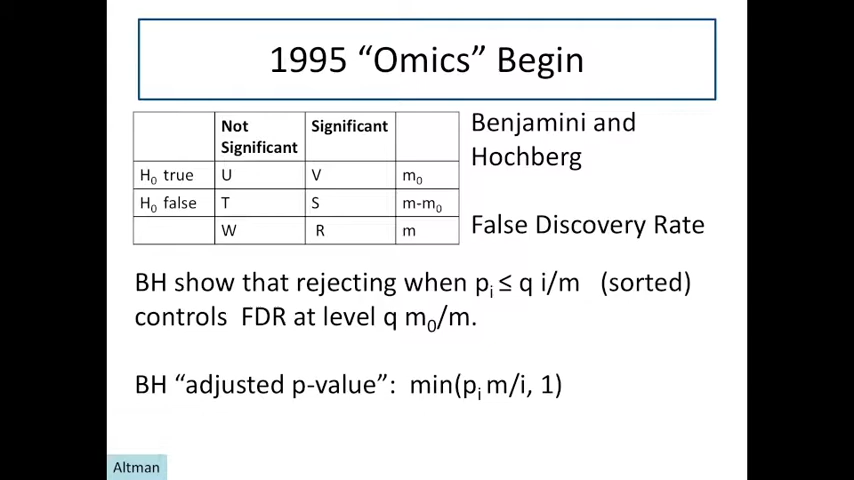 1995 “Omics” Begin
Not Significant | Significant
H₀ true | U | V | m₀
H₀ false | T | S | m-m₀
W | R | m
Benjamini and
Hochberg
False Discovery Rate
BH show that rejecting when pᵢ ≤ q i/m (sorted)
controls FDR at level q m₀/m.
BH “adjusted p-value”: min(pᵢ m/i, 1)
Altman